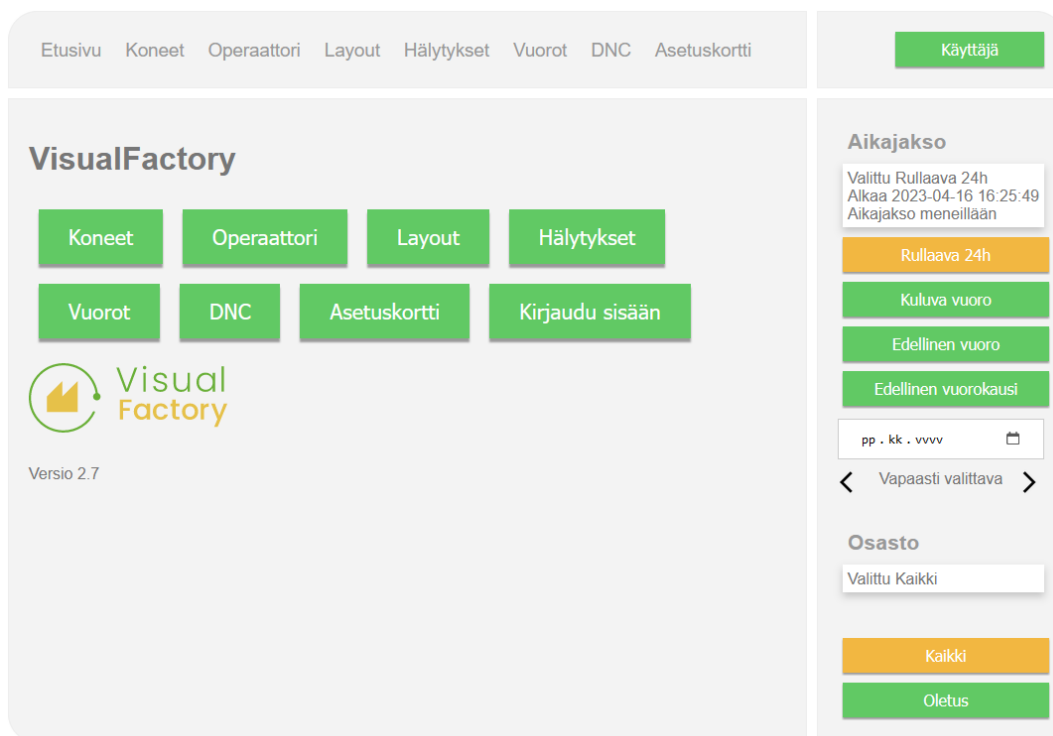 Etusivu Koneet Operaattori Layout Hälytykset Vuorot DNC Asetuskortti
Käyttäjä
VisualFactory
Koneet Operaattori Layout Hälytykset
Vuorot DNC Asetuskortti Kirjaudu sisään
Visual
Factory
Versio 2.7
Aikajakso
Valittu Rullaava 24h
Alkaa 2023-04-16 16:25:49
Aikajakso meneillään
Rullaava 24h
Kuluva vuoro
Edellinen vuoro
Edellinen vuorokausi
pp.kk.vvvv
Vapaasti valittava
Osasto
Valittu Kaikki
Kaikki
Oletus